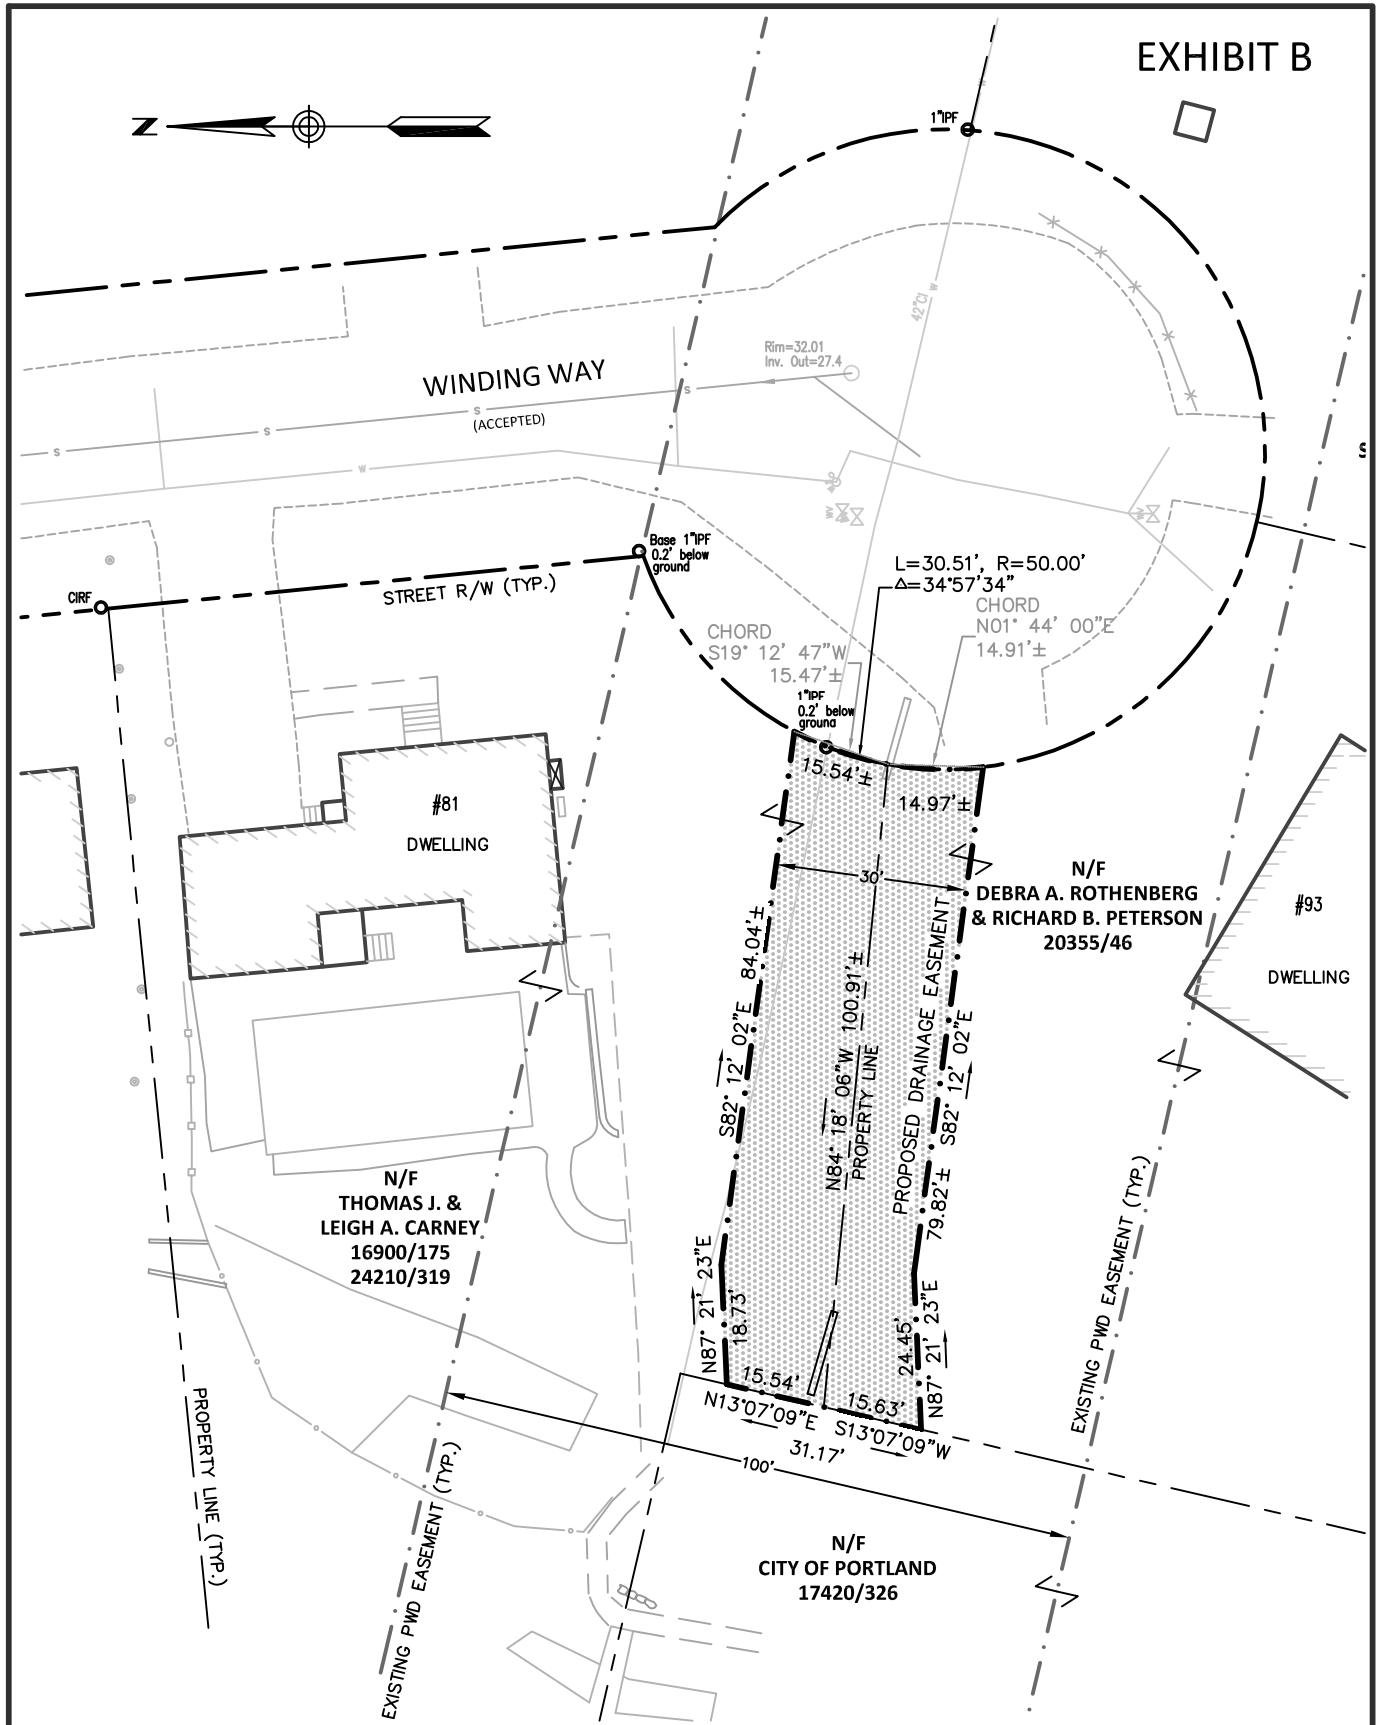 EXHIBIT B
N
1"IPF
42"CI
W
W
Rim=32.01
Inv. Out=27.4
WINDING WAY
(ACCEPTED)
S
S
S
S
W
S
WV
Base 1"IPF
0.2' below
ground
CIRF
STREET R/W (TYP.)
L=30.51', R=50.00'
Δ=34°57'34"
CHORD
N01° 44' 00"E
14.91'±
CHORD
S19° 12' 47"W
15.47'±
1"IPF
0.2' below
ground
15.54'±
14.97'±
#81
DWELLING
30'
N/F
DEBRA A. ROTHENBERG
& RICHARD B. PETERSON
20355/46
#93
DWELLING
S82° 12' 02"E 84.04'±
N84° 18' 06"W 100.91'±
PROPERTY LINE
PROPOSED DRAINAGE EASEMENT
79.82'± S82° 12' 02"E
N/F
THOMAS J. &
LEIGH A. CARNEY
16900/175
24210/319
N87° 21' 23"E
18.73'
24.45'
N87° 21' 23"E
15.54'
15.63'
N13°07'09"E
S13°07'09"W
31.17'
100'
PROPERTY LINE (TYP.)
EXISTING PWD EASEMENT (TYP.)
EXISTING PWD EASEMENT (TYP.)
N/F
CITY OF PORTLAND
17420/326